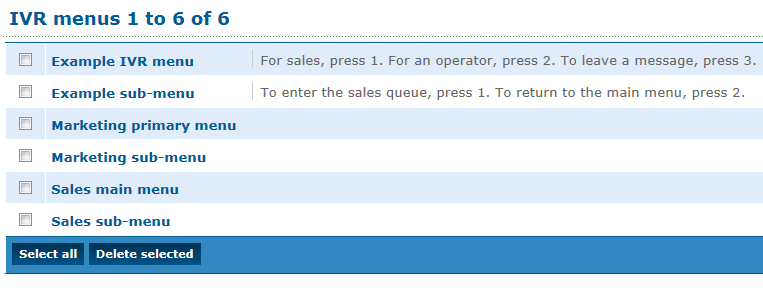 IVR menus 1 to 6 of 6
Example IVR menu For sales, press 1. For an operator, press 2. To leave a message, press 3.
Example sub-menu To enter the sales queue, press 1. To return to the main menu, press 2.
Marketing primary menu
Marketing sub-menu
Sales main menu
Sales sub-menu
Select all Delete selected